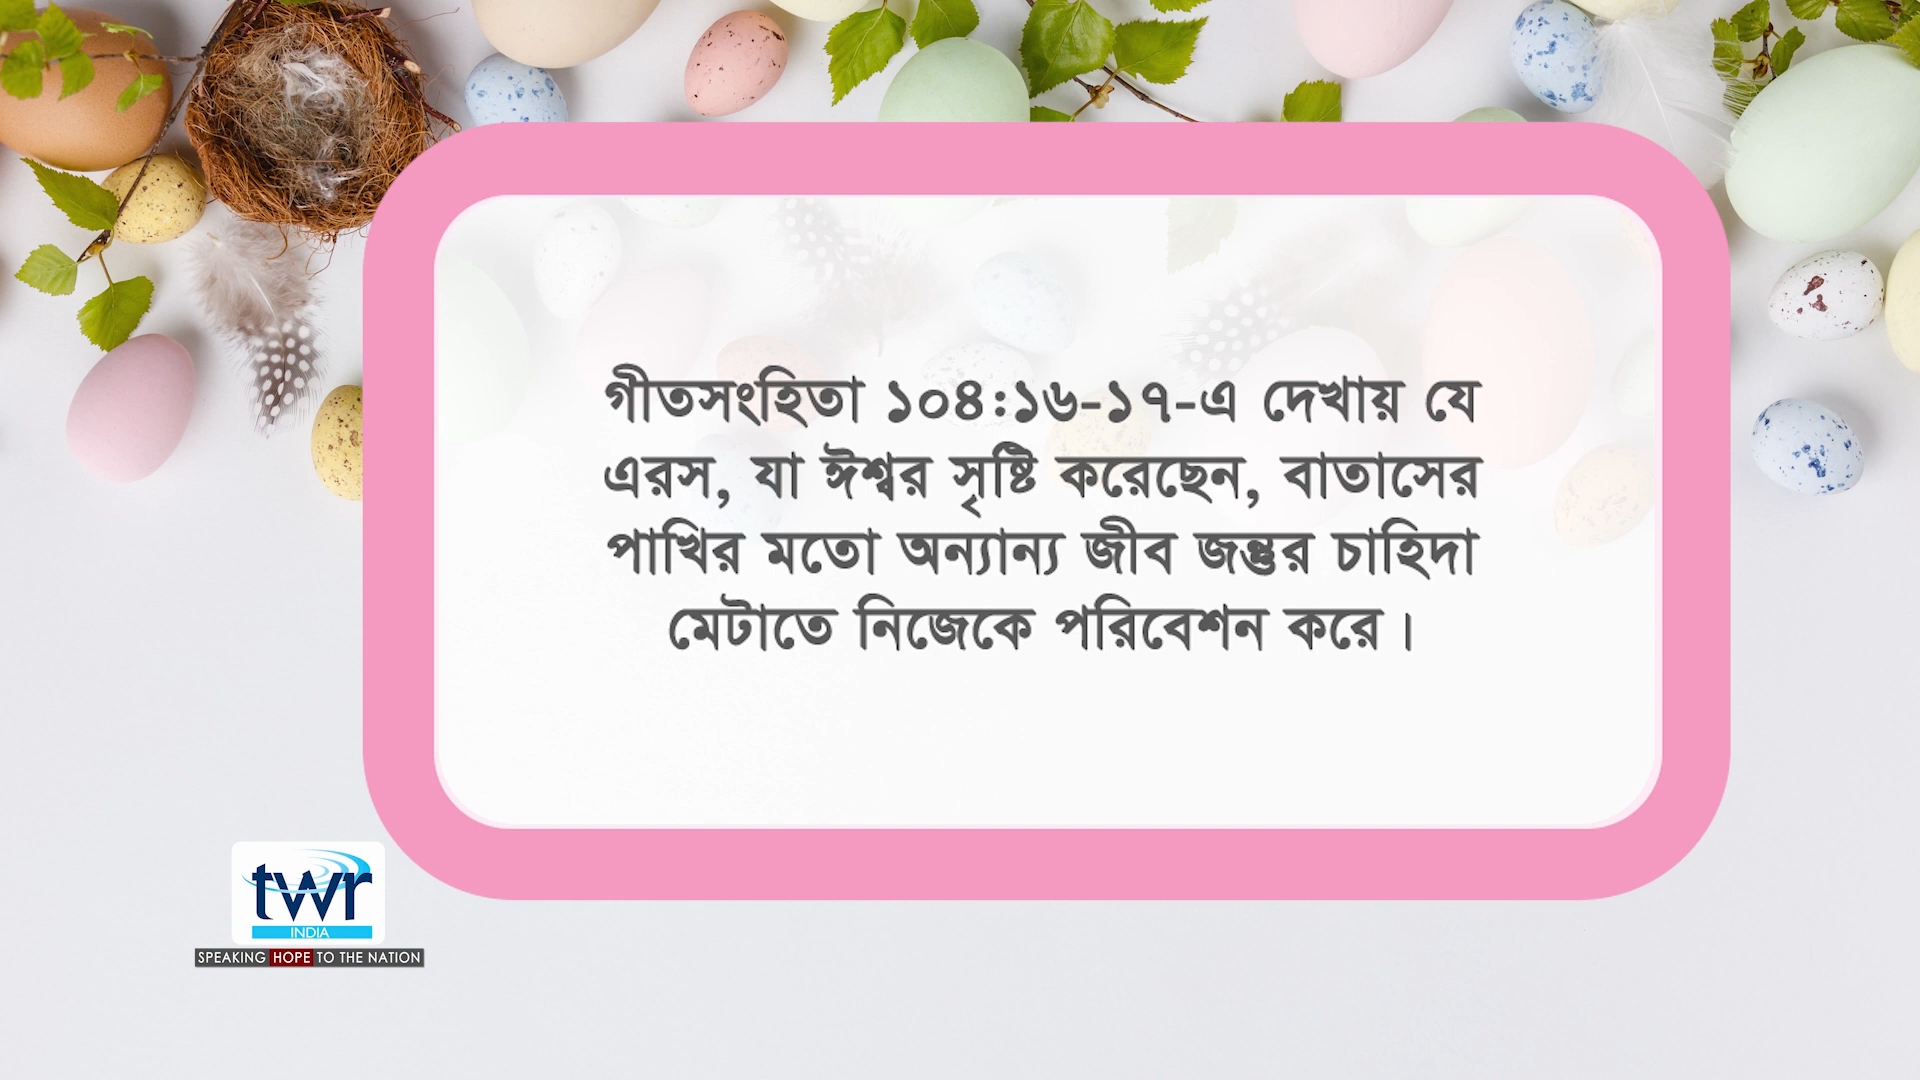 গীতসংহিতা ১০৪:১৬-১৭-এ দেখায় যে
এরস, যা ঈশ্বর সৃষ্টি করেছেন, বাতাসের
পাখির মতো অন্যান্য জীব জন্তুর চাহিদা
মেটাতে নিজেকে পরিবেশন করে।
twr
INDIA
SPEAKING HOPE TO THE NATION